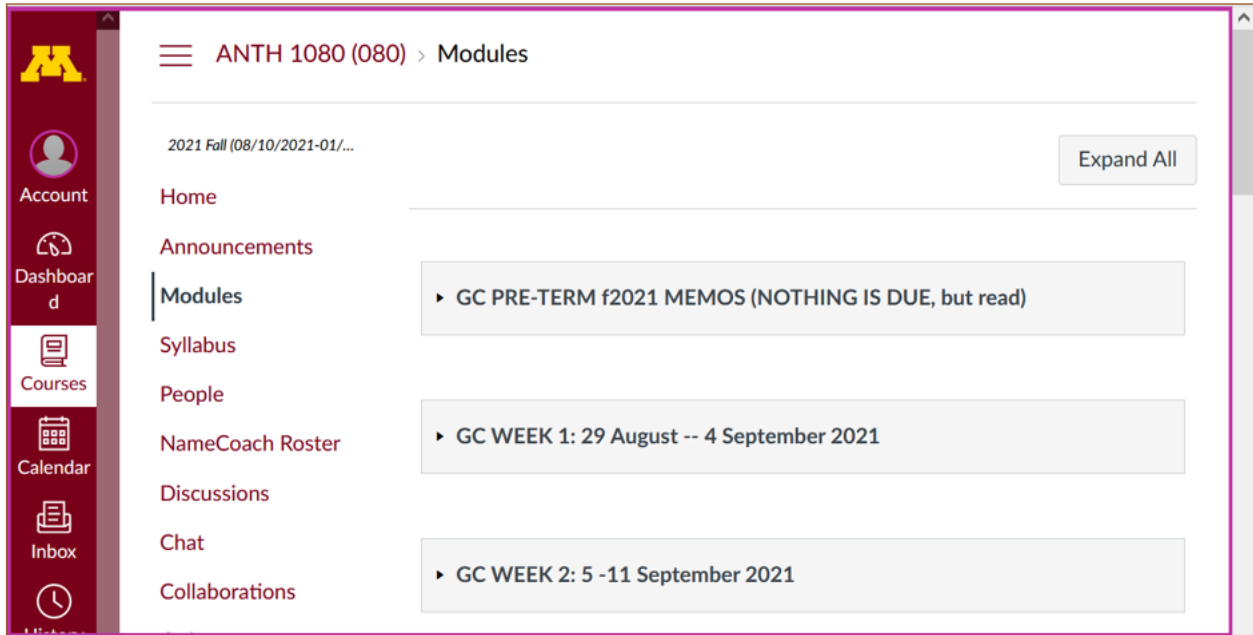 M
Account
Dashboar
d
Courses
Calendar
Inbox
History
ANTH 1080 (080) > Modules
2021 Fall (08/10/2021-01/...
Home
Announcements
Modules
Syllabus
People
NameCoach Roster
Discussions
Chat
Collaborations
Expand All
GC PRE-TERM f2021 MEMOS (NOTHING IS DUE, but read)
GC WEEK 1: 29 August -- 4 September 2021
GC WEEK 2: 5 -11 September 2021